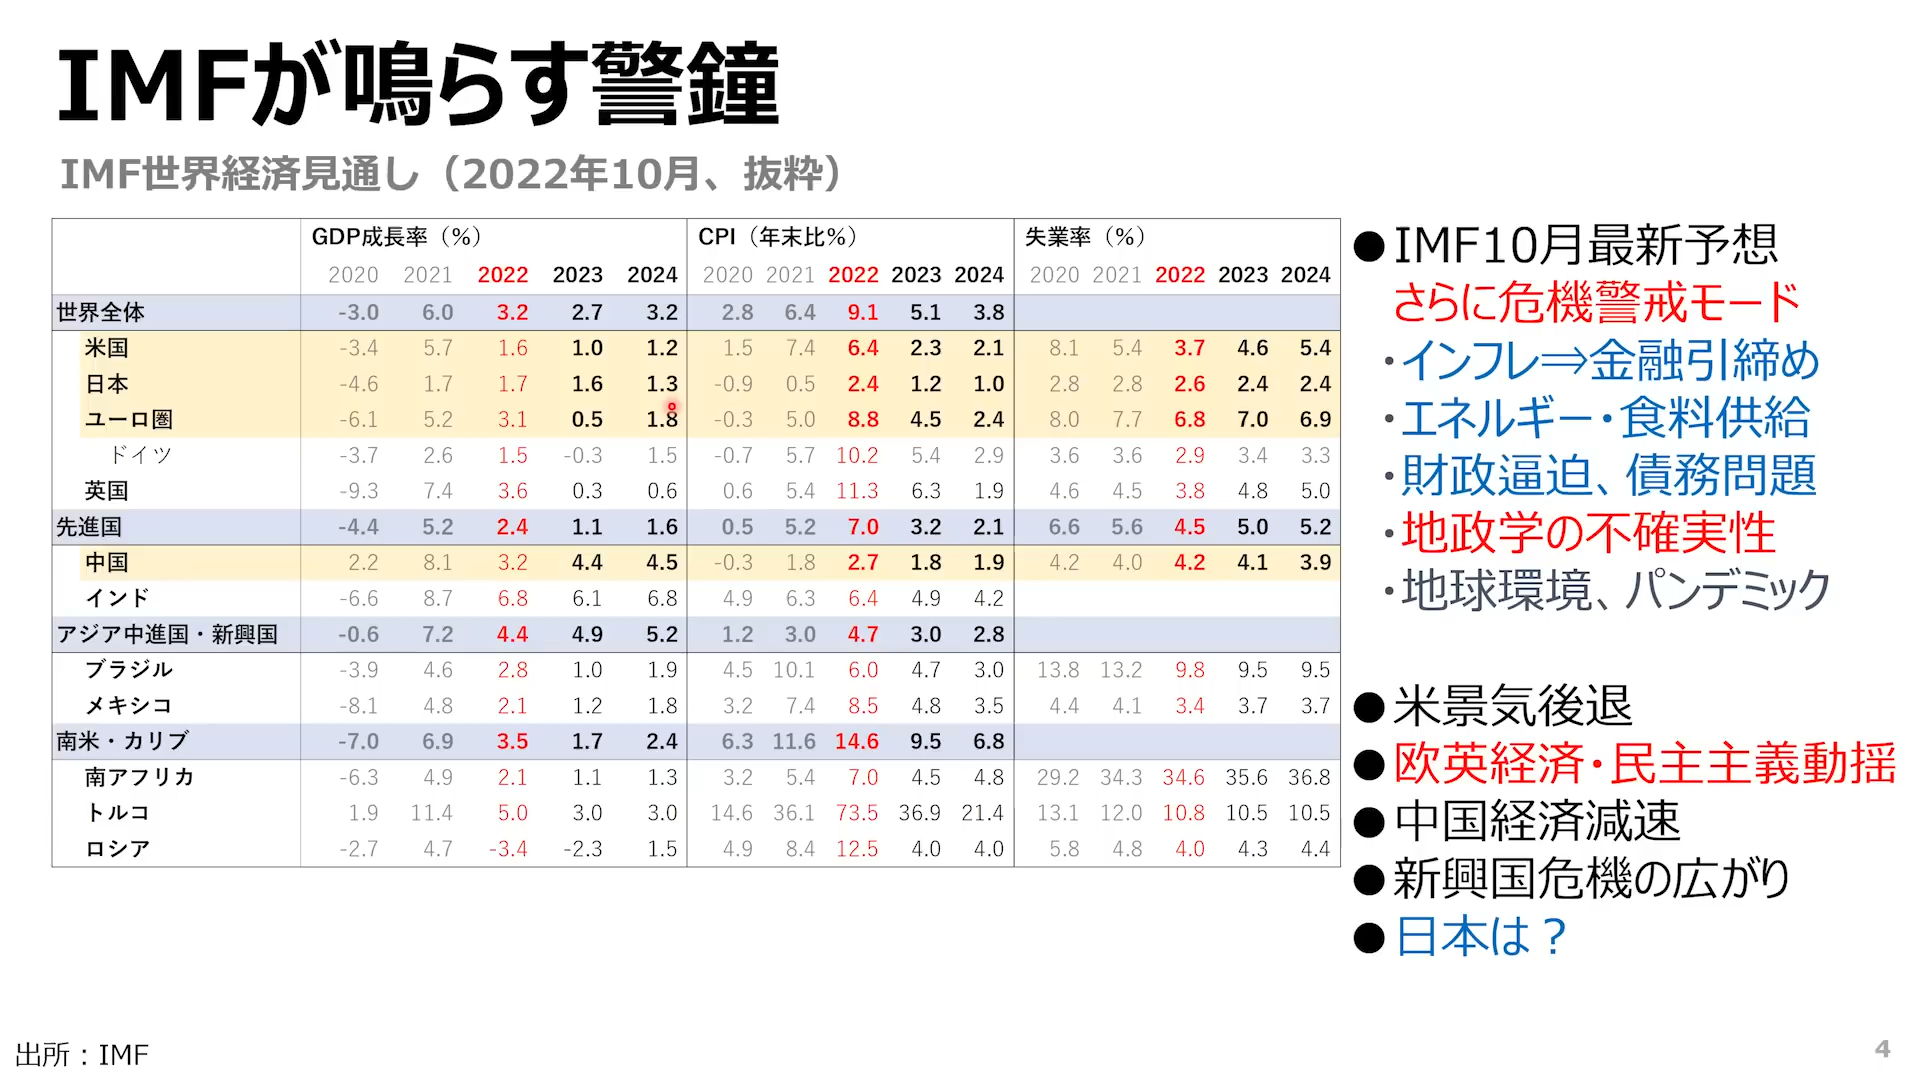 IMFが鳴らす警鐘
IMF世界経済見通し（2022年10月、抜粋）
GDP成長率（%） CPI（年末比%） 失業率（%）
2020 2021 2022 2023 2024 2020 2021 2022 2023 2024 2020 2021 2022 2023 2024
世界全体 -3.0 6.0 3.2 2.7 3.2 2.8 6.4 9.1 5.1 3.8
米国 -3.4 5.7 1.6 1.0 1.2 1.5 7.4 6.4 2.3 2.1 8.1 5.4 3.7 4.6 5.4
日本 -4.6 1.7 1.7 1.6 1.3 -0.9 0.5 2.4 1.2 1.0 2.8 2.8 2.6 2.4 2.4
ユーロ圏 -6.1 5.2 3.1 0.5 1.8 -0.3 5.0 8.8 4.5 2.4 8.0 7.7 6.8 7.0 6.9
ドイツ -3.7 2.6 1.5 -0.3 1.5 -0.7 5.7 10.2 5.4 2.9 3.6 3.6 2.9 3.4 3.3
英国 -9.3 7.4 3.6 0.3 0.6 0.6 5.4 11.3 6.3 1.9 4.6 4.5 3.8 4.8 5.0
先進国 -4.4 5.2 2.4 1.1 1.6 0.5 5.2 7.0 3.2 2.1 6.6 5.6 4.5 5.0 5.2
中国 2.2 8.1 3.2 4.4 4.5 -0.3 1.8 2.7 1.8 1.9 4.2 4.0 4.2 4.1 3.9
インド -6.6 8.7 6.8 6.1 6.8 4.9 6.3 6.4 4.9 4.2
アジア中進国・新興国 -0.6 7.2 4.4 4.9 5.2 1.2 3.0 4.7 3.0 2.8
ブラジル -3.9 4.6 2.8 1.0 1.9 4.5 10.1 6.0 4.7 3.0 13.8 13.2 9.8 9.5 9.5
メキシコ -8.1 4.8 2.1 1.2 1.8 3.2 7.4 8.5 4.8 3.5 4.4 4.1 3.4 3.7 3.7
南米・カリブ -7.0 6.9 3.5 1.7 2.4 6.3 11.6 14.6 9.5 6.8
南アフリカ -6.3 4.9 2.1 1.1 1.3 3.2 5.4 7.0 4.5 4.8 29.2 34.3 34.6 35.6 36.8
トルコ 1.9 11.4 5.0 3.0 3.0 14.6 36.1 73.5 36.9 21.4 13.1 12.0 10.8 10.5 10.5
ロシア -2.7 4.7 -3.4 -2.3 1.5 4.9 8.4 12.5 4.0 4.0 5.8 4.8 4.0 4.3 4.4
●IMF10月最新予想
さらに危機警戒モード
・インフレ⇒金融引締め
・エネルギー・食料供給
・財政逼迫、債務問題
・地政学の不確実性
・地球環境、パンデミック
●米景気後退
●欧英経済・民主主義動揺
●中国経済減速
●新興国危機の広がり
●日本は？
出所：IMF
4